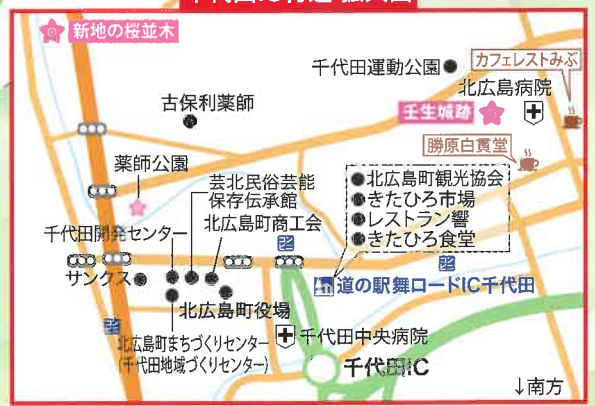 新地の桜並木
カフェレストみぶ
千代田運動公園
北広島病院
古保利薬師
壬生城跡
勝原白貫堂
薬師公園
芸北民俗芸能
保存伝承館
北広島町観光協会
きたひろ市場
レストラン響
きたひろ食堂
北広島町商工会
千代田開発センター
サンクス
道の駅舞ロードIC千代田
北広島町役場
北広島町まちづくりセンター
(千代田地域づくりセンター)
千代田中央病院
千代田IC
↓南方